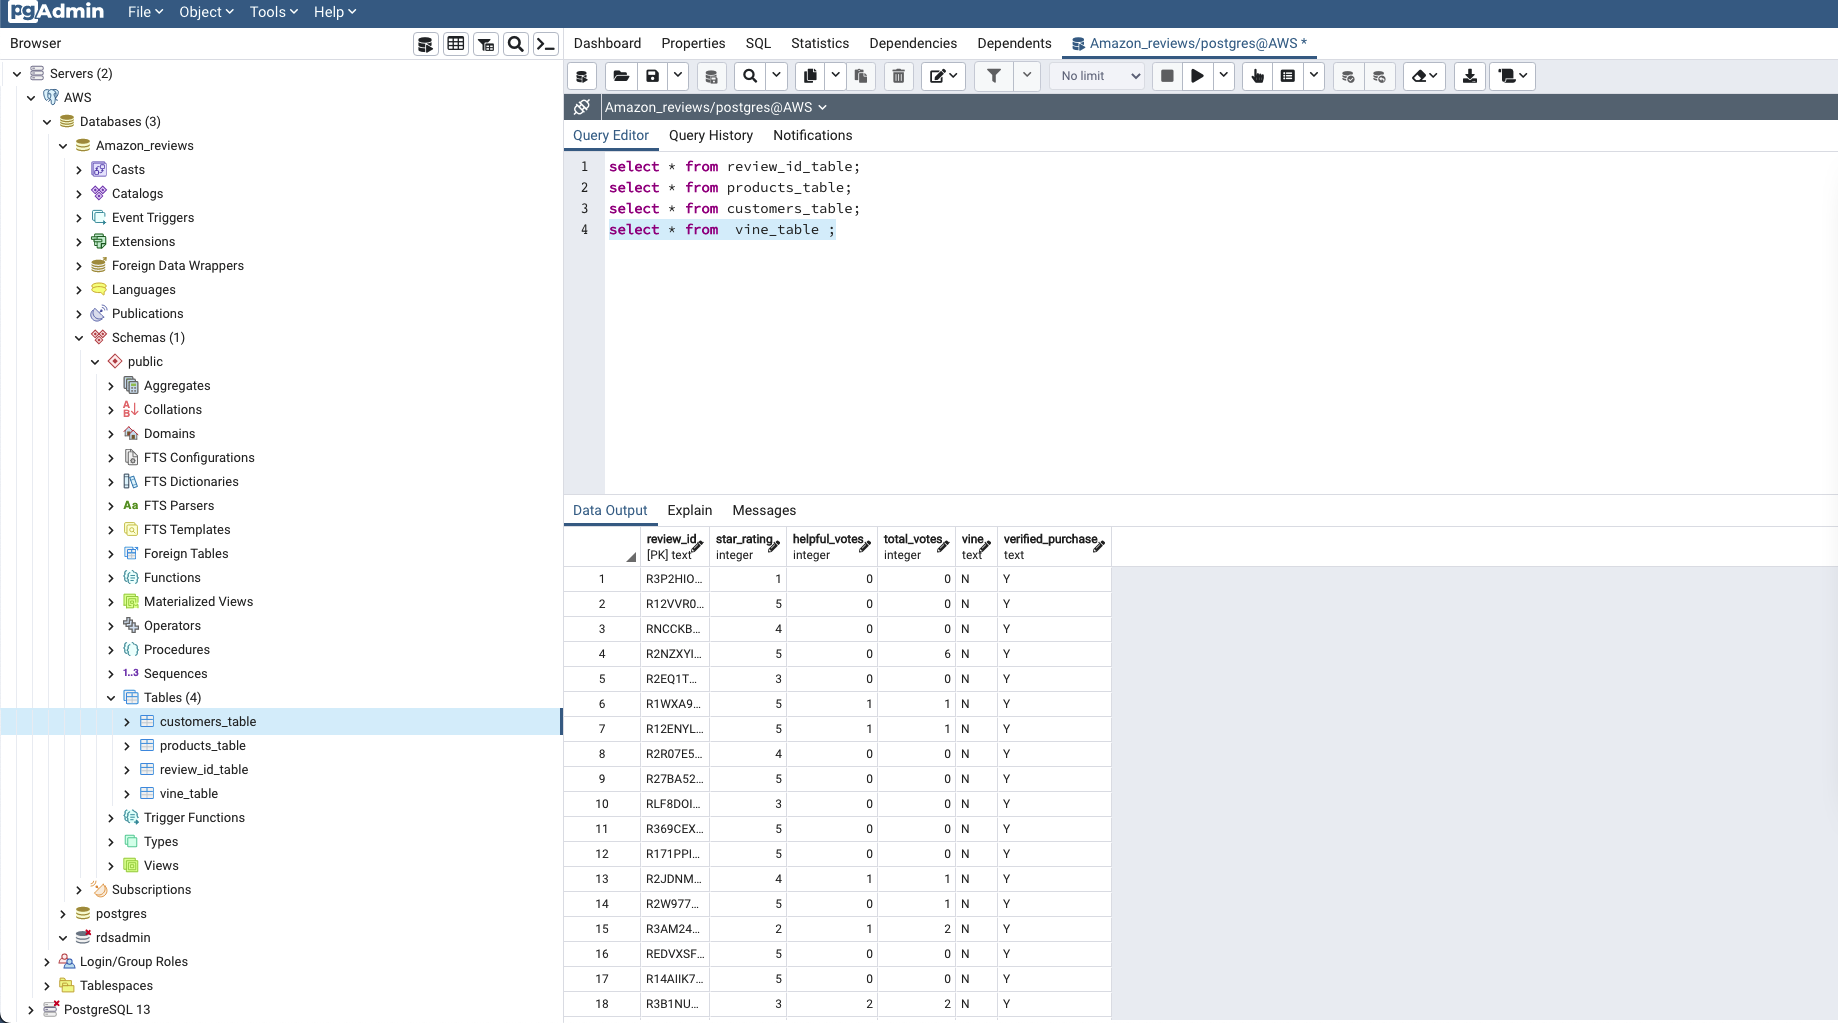 pgAdmin File Object Tools Help
Browser
Dashboard Properties SQL Statistics Dependencies Dependents Amazon_reviews/postgres@AWS *
No limit
Amazon_reviews/postgres@AWS
Query Editor Query History Notifications
1 select * from review_id_table;
2 select * from products_table;
3 select * from customers_table;
4 select * from  vine_table ;
Servers (2)
AWS
Databases (3)
Amazon_reviews
Casts
Catalogs
Event Triggers
Extensions
Foreign Data Wrappers
Languages
Publications
Schemas (1)
public
Aggregates
Collations
Domains
FTS Configurations
FTS Dictionaries
Aa FTS Parsers
FTS Templates
Foreign Tables
Functions
Materialized Views
Operators
Procedures
1..3 Sequences
Tables (4)
customers_table
products_table
review_id_table
vine_table
Trigger Functions
Types
Views
Subscriptions
postgres
rdsadmin
Login/Group Roles
Tablespaces
PostgreSQL 13
Data Output Explain Messages
review_id star_rating helpful_votes total_votes vine verified_purchase
[PK] text integer integer integer text text
1 R3P2HIO... 1 0 0 N Y
2 R12VVR0... 5 0 0 N Y
3 RNCCKB... 4 0 0 N Y
4 R2NZXYI... 5 0 6 N Y
5 R2EQ1T... 3 0 0 N Y
6 R1WXA9... 5 1 1 N Y
7 R12ENYL... 5 1 1 N Y
8 R2R07E5... 4 0 0 N Y
9 R27BA52... 5 0 0 N Y
10 RLF8DOI... 3 0 0 N Y
11 R369CEX... 5 0 0 N Y
12 R171PPI... 5 0 0 N Y
13 R2JDNM... 4 1 1 N Y
14 R2W977... 5 0 1 N Y
15 R3AM24... 2 1 2 N Y
16 REDVXSF... 5 0 0 N Y
17 R14AIIK7... 5 0 0 N Y
18 R3B1NU... 3 2 2 N Y